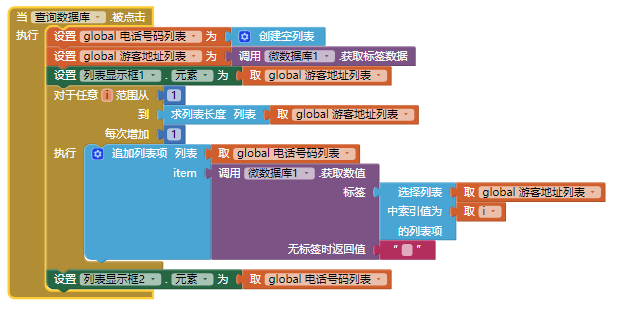 当 查询数据库 .被点击
执行 设置 global 电话号码列表 为 创建空列表
设置 global 游客地址列表 为 调用 微数据库1 .获取标签数据
设置 列表显示框1 . 元素 为 取 global 游客地址列表
对于任意 i 范围从 1
到 求列表长度 列表 取 global 游客地址列表
每次增加 1
执行 追加列表项 列表 取 global 电话号码列表
item 调用 微数据库1 .获取数值
标签 选择列表 取 global 游客地址列表
中索引值为 取 i
的列表项
无标签时返回值 " "
设置 列表显示框2 . 元素 为 取 global 电话号码列表